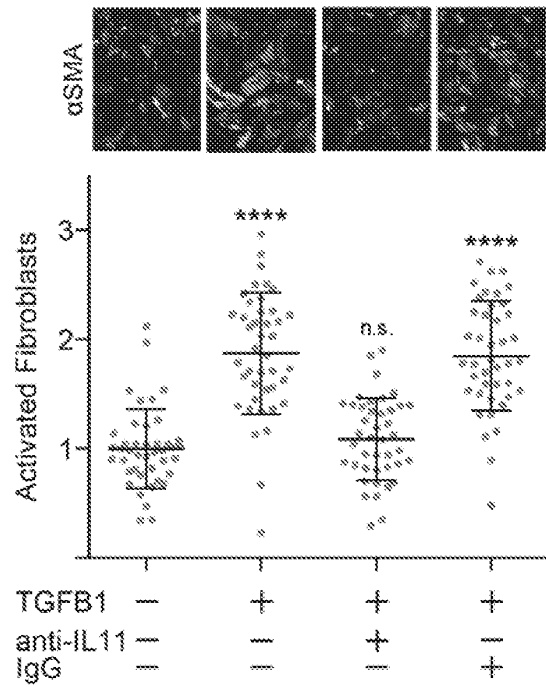 αSMA
Activated Fibroblasts
3
2
1
****
n.s.
****
TGFB1 − + + +
anti-IL11 − − + −
IgG − − − +